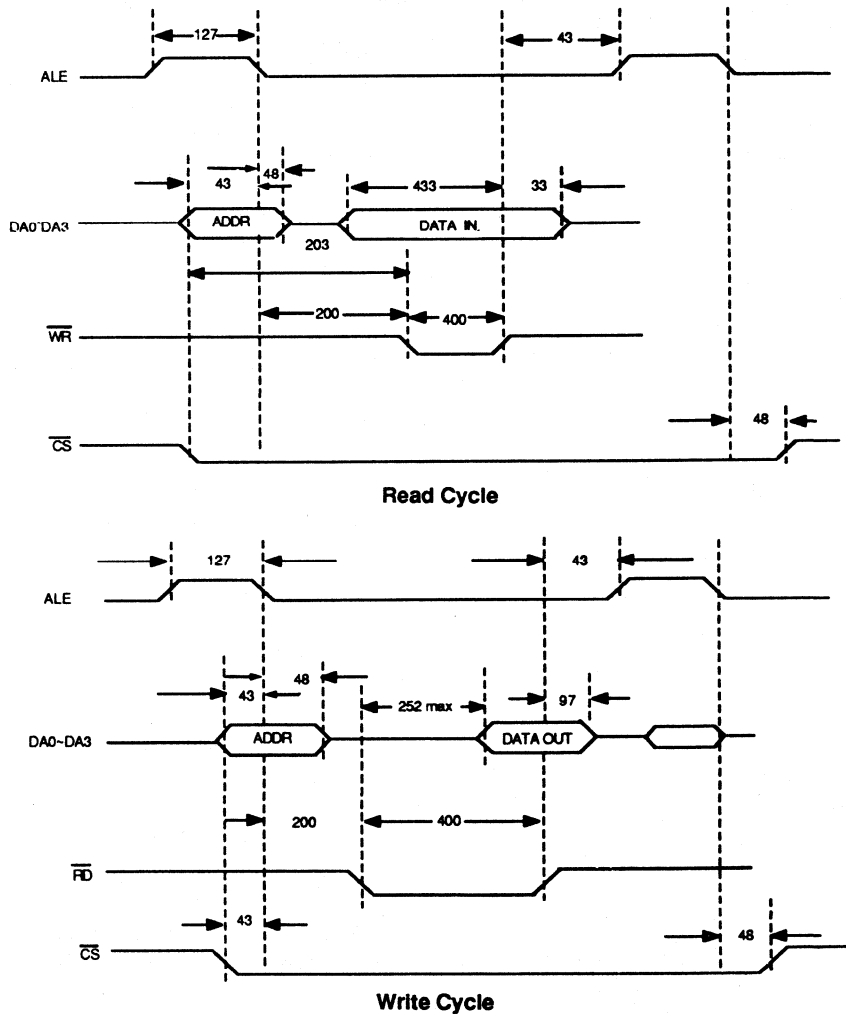 127
43
ALE
48
43
433
33
DA0~DA3
ADDR
DATA IN.
203
200
400
WR
48
CS
Read Cycle
127
43
ALE
48
43
252 max
97
DA0~DA3
ADDR
DATA OUT
200
400
RD
43
48
CS
Write Cycle